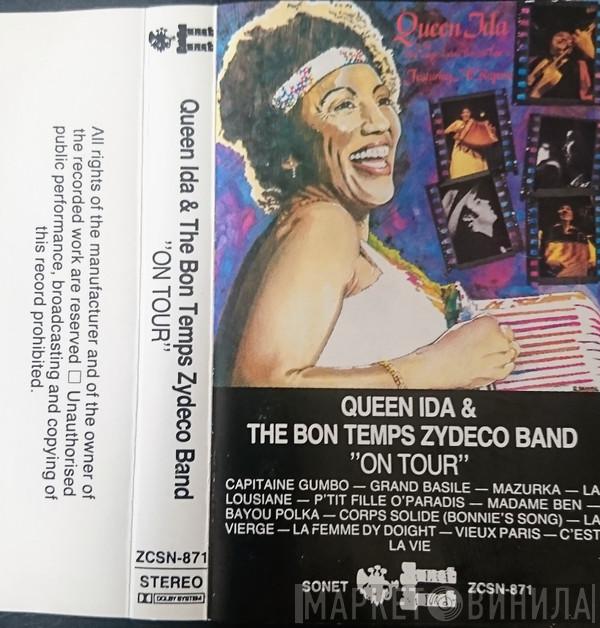 All rights of the manufacturer and of the owner of
the recorded work are reserved □ Unauthorised
public performance, broadcasting and copying of
this record prohibited.
Queen Ida & The Bon Temps Zydeco Band
"ON TOUR"
ZCSN-871
STEREO
DOLBY SYSTEM
Queen Ida
Featuring
QUEEN IDA &
THE BON TEMPS ZYDECO BAND
"ON TOUR"
CAPITAINE GUMBO — GRAND BASILE — MAZURKA — LA
LOUSIANE — P'TIT FILLE O'PARADIS — MADAME BEN —
BAYOU POLKA — CORPS SOLIDE (BONNIE'S SONG) — LA
VIERGE — LA FEMME DY DOIGHT — VIEUX PARIS — C'EST
LA VIE
SONET
ZCSN-871
МАРКЕТ ВИНИЛА